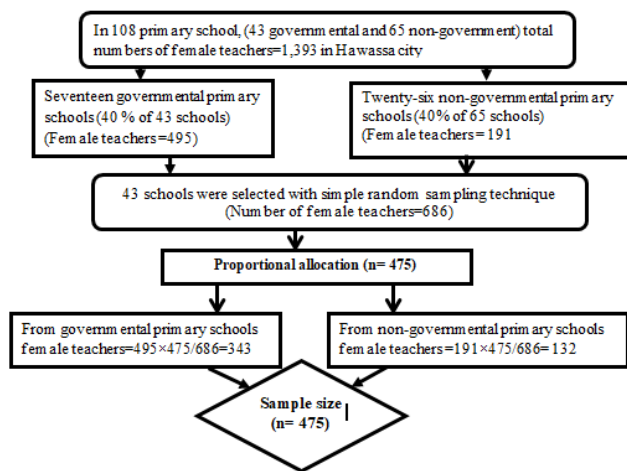 In 108 primary school, (43 governmental and 65 non-government) total
numbers of female teachers=1,393 in Hawassa city
Seventeen governmental primary
schools (40 % of 43 schools)
(Female teachers=495)
Twenty-six non-governmental primary
schools (40% of 65 schools)
(Female teachers = 191
43 schools were selected with simple random sampling technique
(Number of female teachers=686)
Proportional allocation (n= 475)
From governmental primary schools
female teachers=495×475/686=343
From non-governmental primary schools
female teachers=191×475/686= 132
Sample size
(n= 475)